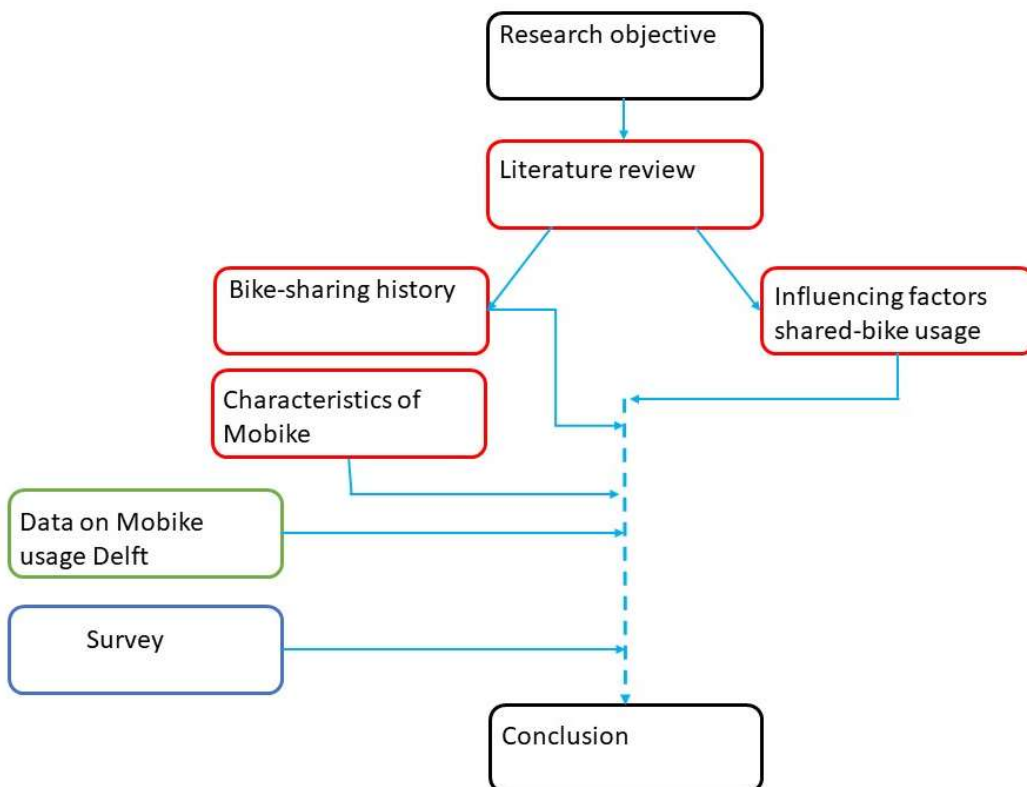 Research objective
Literature review
Bike-sharing history
Influencing factors
shared-bike usage
Characteristics of
Mobike
Data on Mobike
usage Delft
Survey
Conclusion